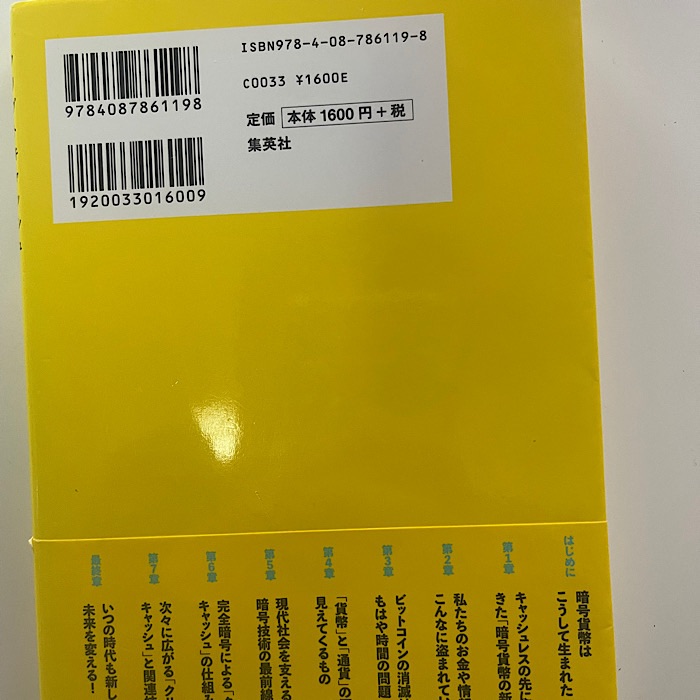 ISBN978-4-08-786119-8
C0033 ¥1600E
定価 本体1600円+税
集英社
9784087861198
1920033016009
はじめに
暗号貨幣は
こうして生まれた
第1章
キャッシュレスの先に
きた「暗号貨幣の
第2章
私たちのお金や情
こんなに盗まれて
第3章
ビットコインの消滅
もはや時間の問題
第4章
「貨幣」と「通貨」の
見えてくるもの
第5章
現代社会を支える
暗号技術の最前線
第6章
完全暗号による「
キャッシュ」の仕組み
第7章
次々に広がる「ク
キャッシュ」と関連
最終章
いつの時代も新し
未来を変える!